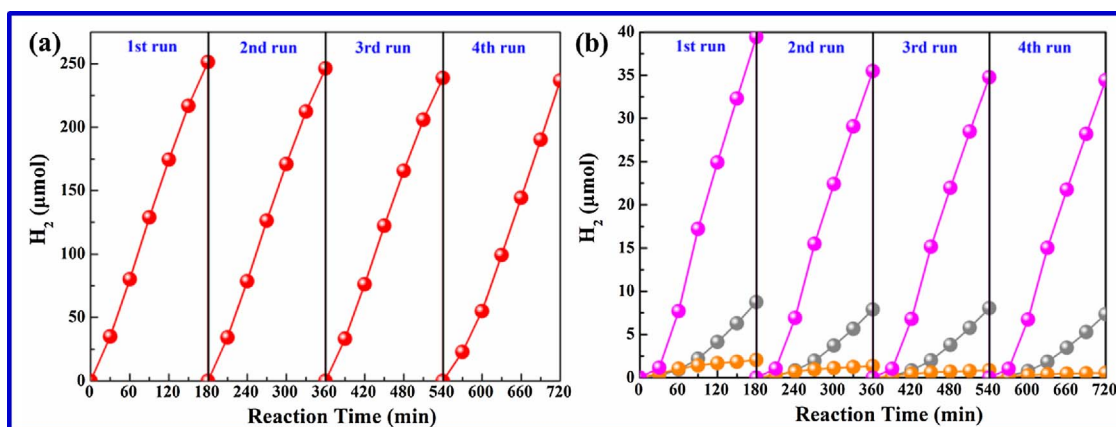 (a)
1st run 2nd run 3rd run 4th run
250
200
150
100
50
0
H₂ (μmol)
0 60 120 180 240 300 360 420 480 540 600 660 720
Reaction Time (min)
(b)
1st run 2nd run 3rd run 4th run
40
35
30
25
20
15
10
5
0
H₂ (μmol)
0 60 120 180 240 300 360 420 480 540 600 660 720
Reaction Time (min)